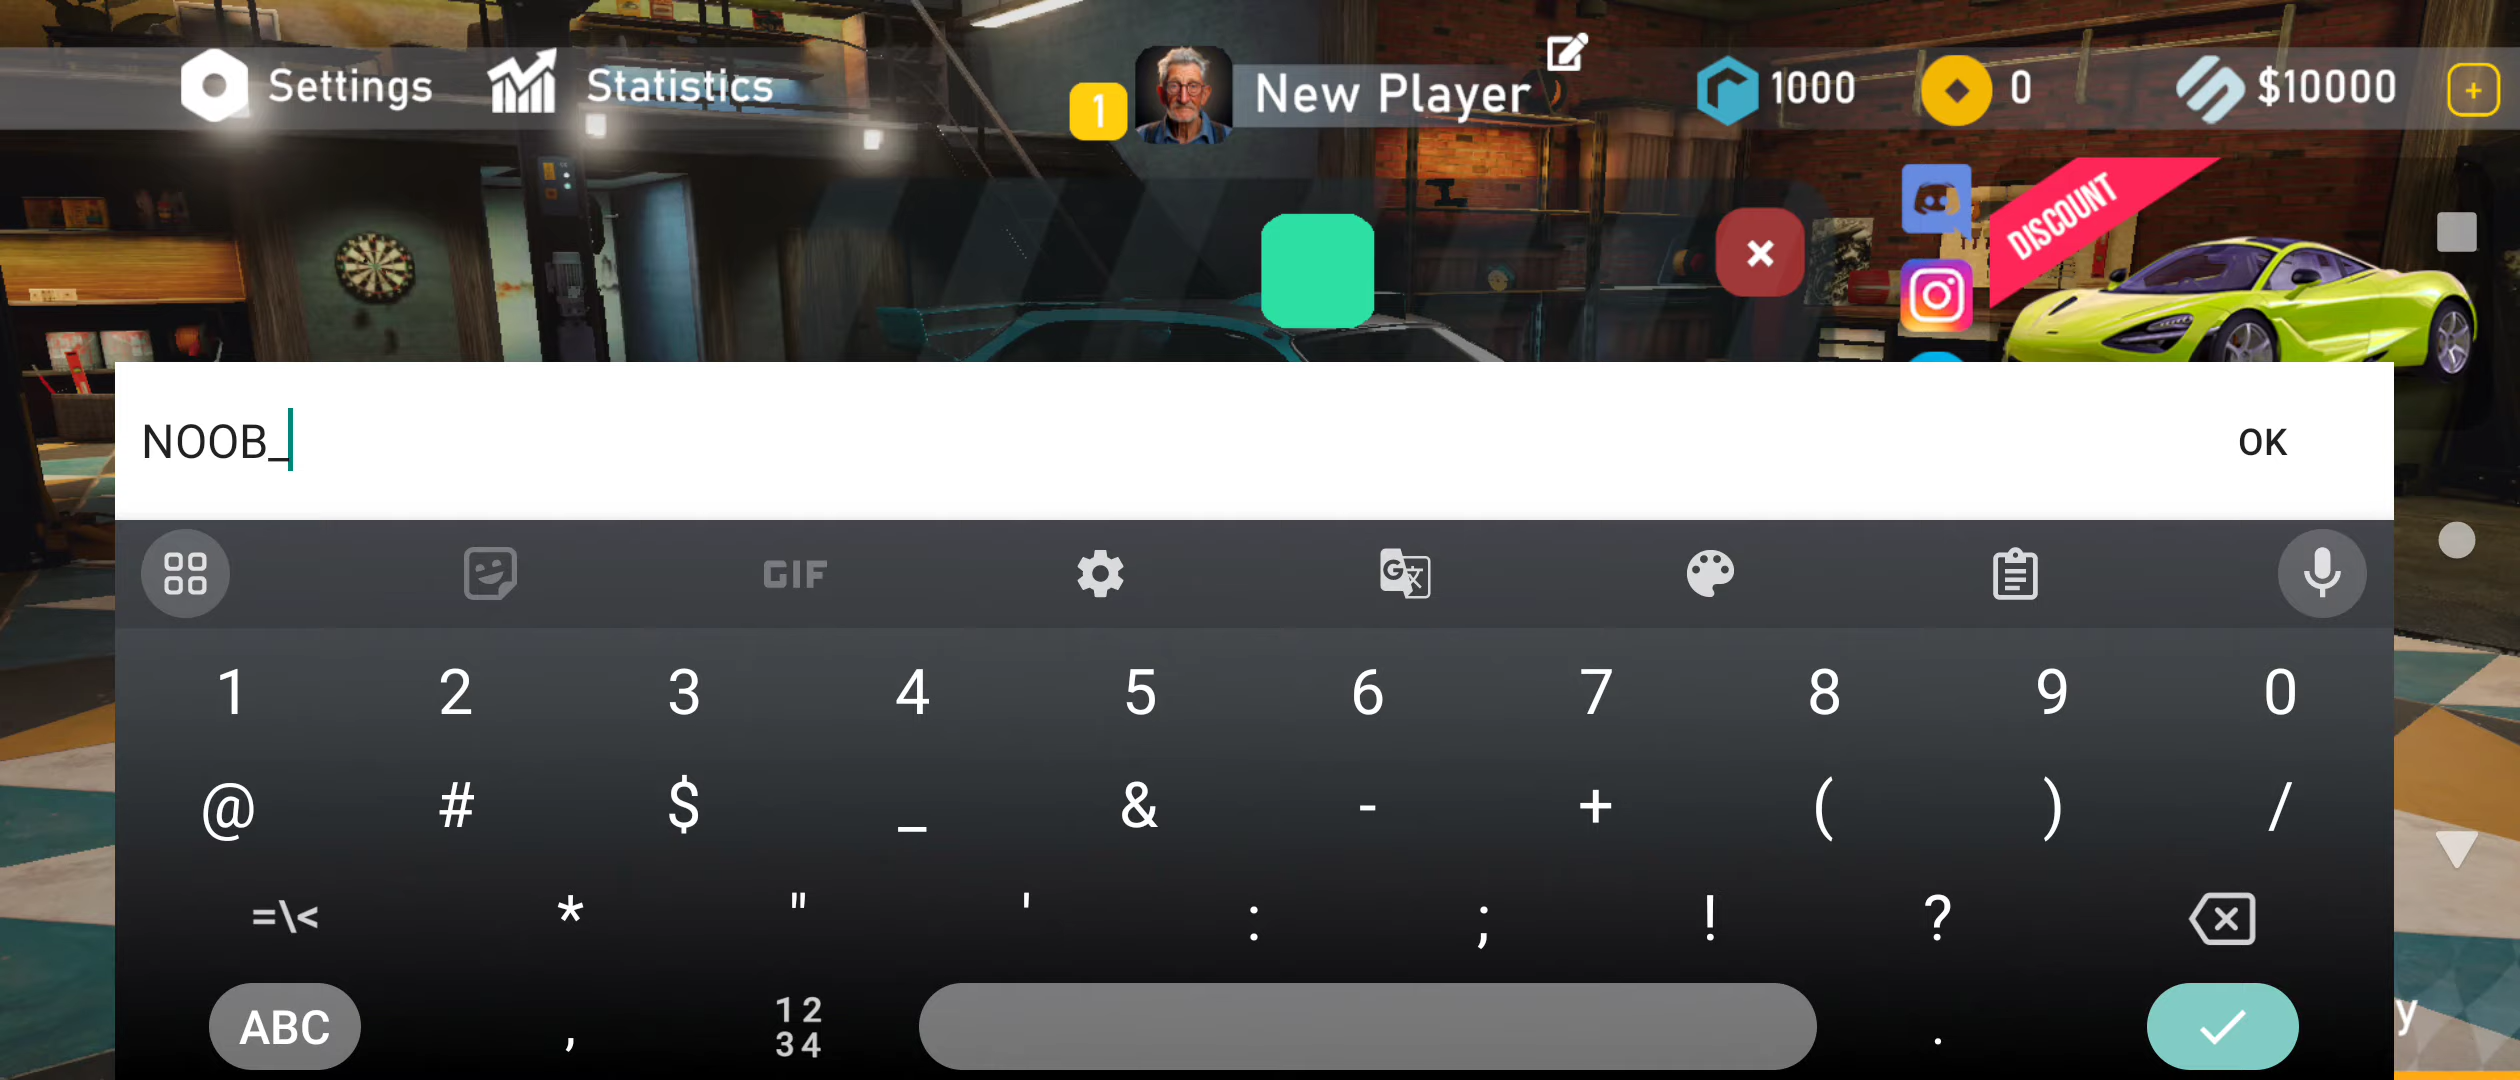 Settings
Statistics
1
New Player
1000
0
$10000
+
DISCOUNT
NOOB_
OK
GIF
G
1 2 3 4 5 6 7 8 9 0
@ # $ _ & - + ( ) /
=\< * " ' : ; ! ?
ABC , 12 34 .
y